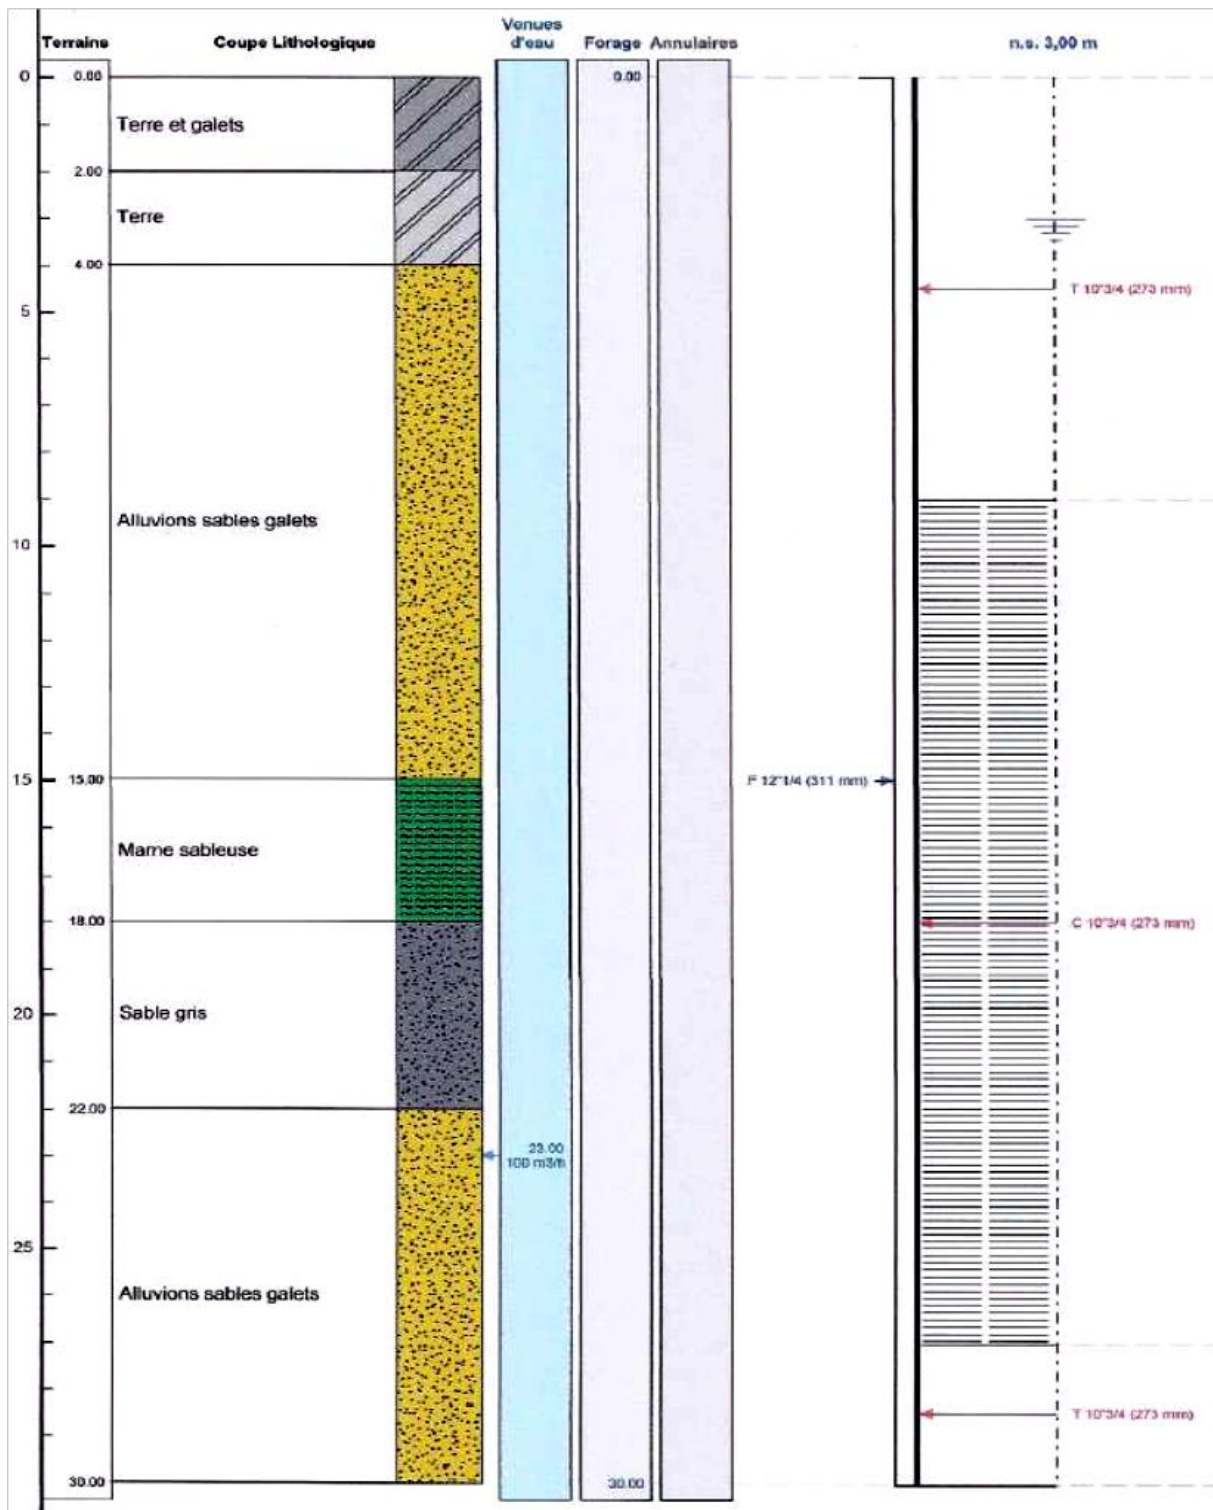 Terrains Coupe Lithologique Venues d'eau Forage Annulaires n.s. 3,00 m
0 0.00 0.00
Terre et galets
2.00
Terre
4.00
5 T 10"3/4 (273 mm)
Alluvions sables galets
10
15 15.00 F 12"1/4 (311 mm)
Marne sableuse
18.00 C 10"3/4 (273 mm)
20 Sable gris
22.00
23.00
100 m3/h
25
Alluvions sables galets
T 10"3/4 (273 mm)
30.00 30.00